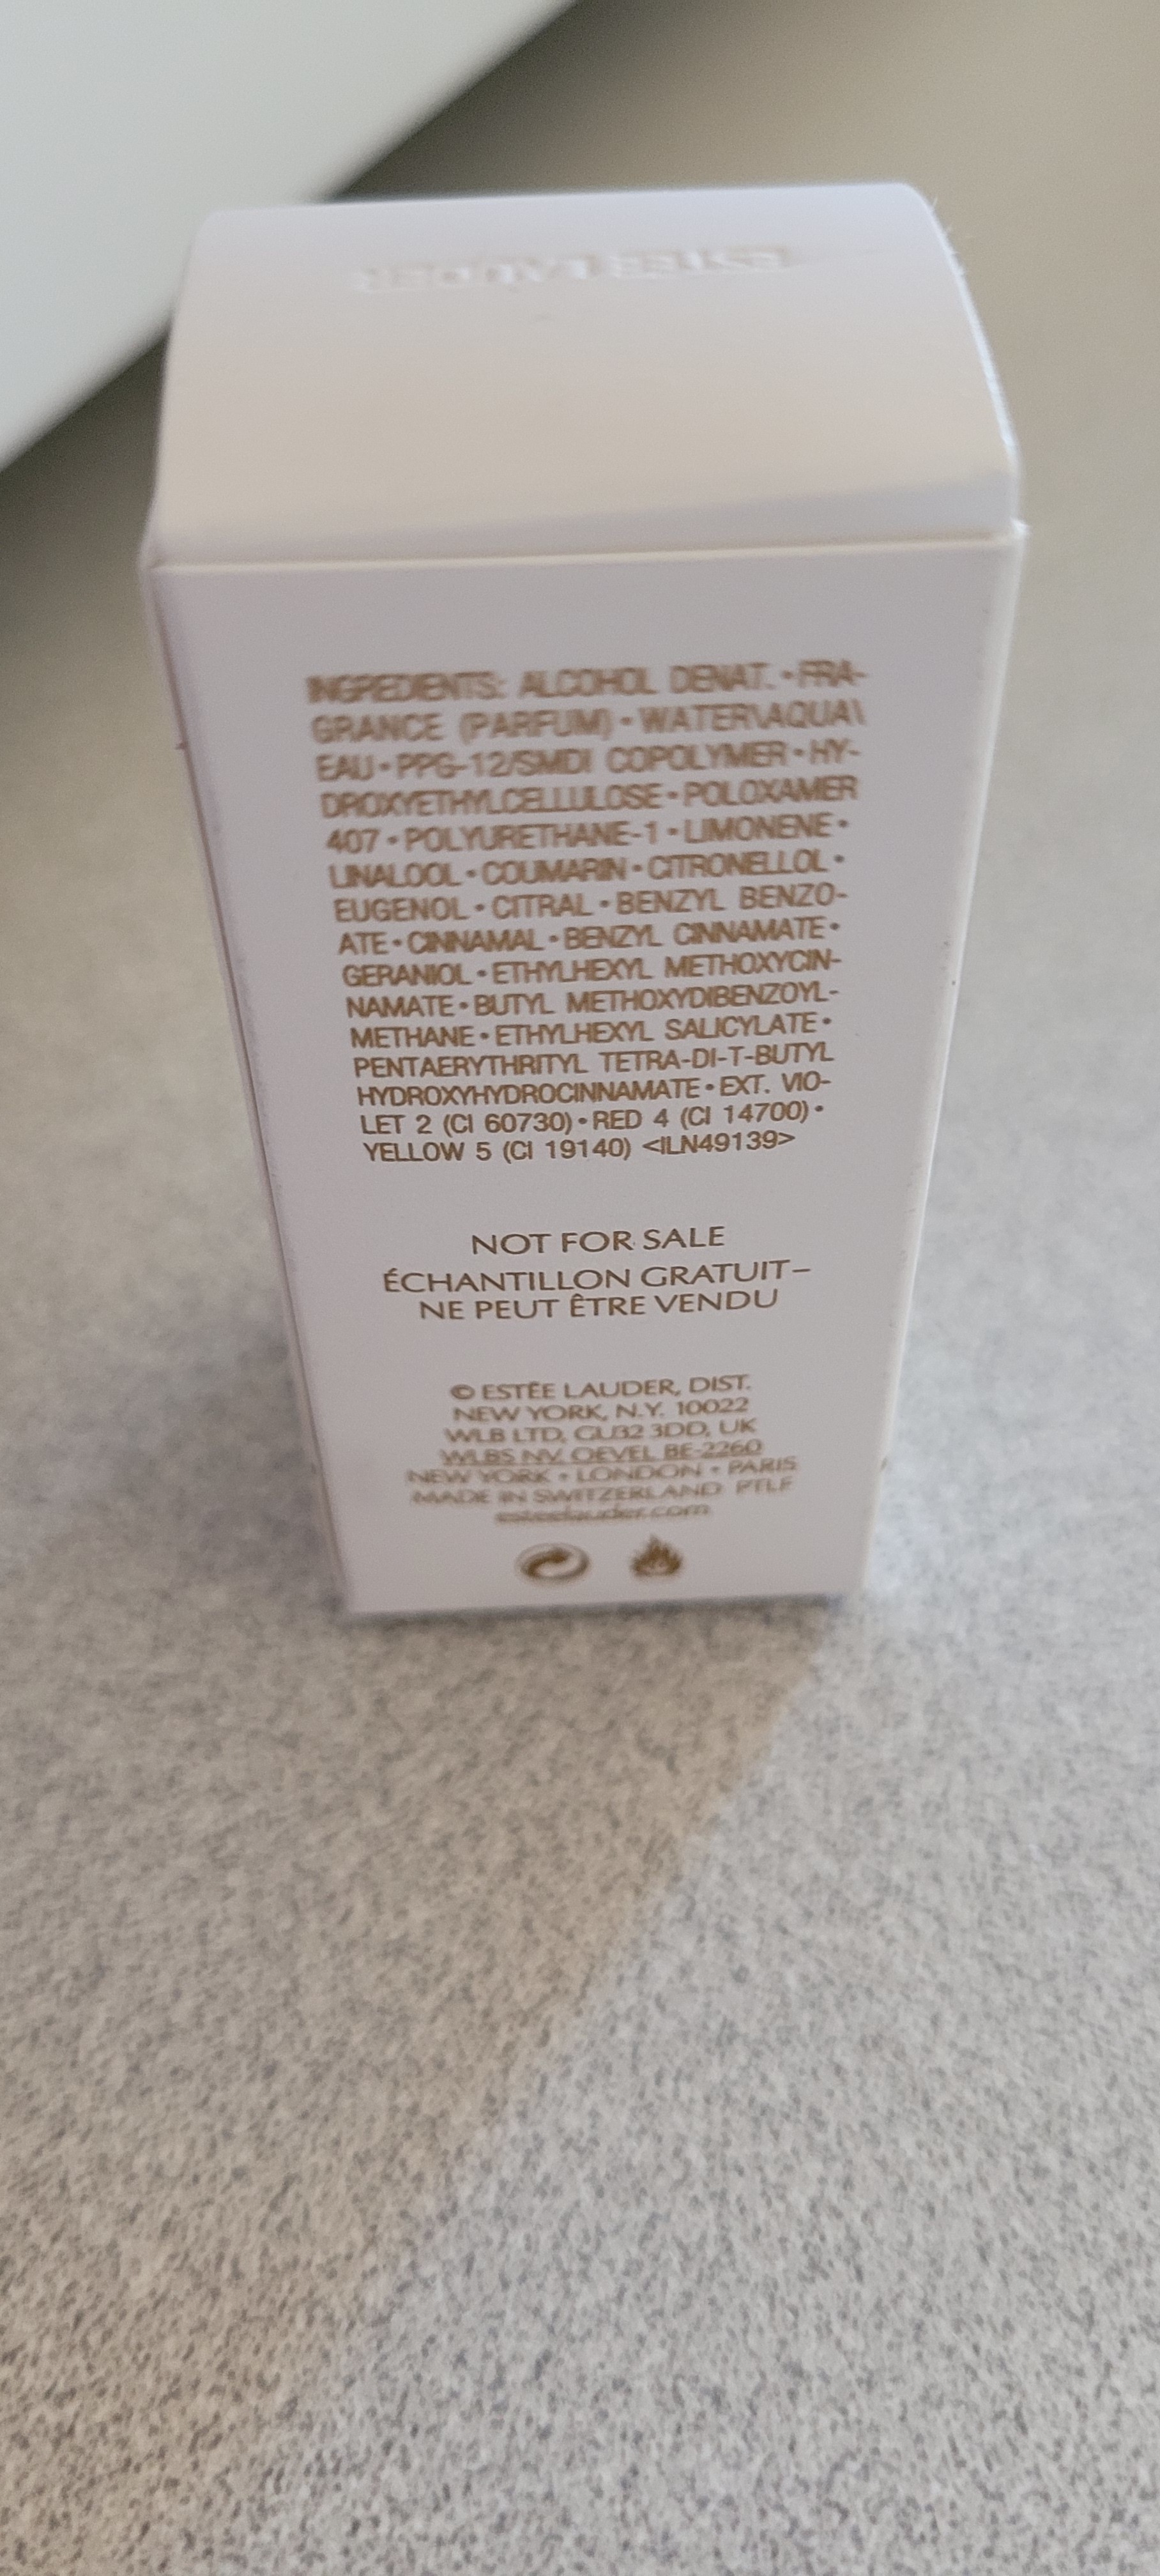 ESTĒE LAUDER
INGREDIENTS: ALCOHOL DENAT. • FRA-
GRANCE (PARFUM) • WATER\AQUA\
EAU • PPG-12/SMDI COPOLYMER • HY-
DROXYETHYLCELLULOSE • POLOXAMER
407 • POLYURETHANE-1 • LIMONENE •
LINALOOL • COUMARIN • CITRONELLOL •
EUGENOL • CITRAL • BENZYL BENZO-
ATE • CINNAMAL • BENZYL CINNAMATE •
GERANIOL • ETHYLHEXYL METHOXYCIN-
NAMATE • BUTYL METHOXYDIBENZOYL-
METHANE • ETHYLHEXYL SALICYLATE •
PENTAERYTHRITYL TETRA-DI-T-BUTYL
HYDROXYHYDROCINNAMATE • EXT. VIO-
LET 2 (CI 60730) • RED 4 (CI 14700) •
YELLOW 5 (CI 19140) <ILN49139>
NOT FOR SALE
ÉCHANTILLON GRATUIT–
NE PEUT ÊTRE VENDU
© ESTĒE LAUDER, DIST.
NEW YORK, N.Y. 10022
WLB LTD, GU32 3DD, UK
WLBS NV. OEVEL BE-2260
NEW YORK • LONDON • PARIS
MADE IN SWITZERLAND PTLF
esteelauder.com